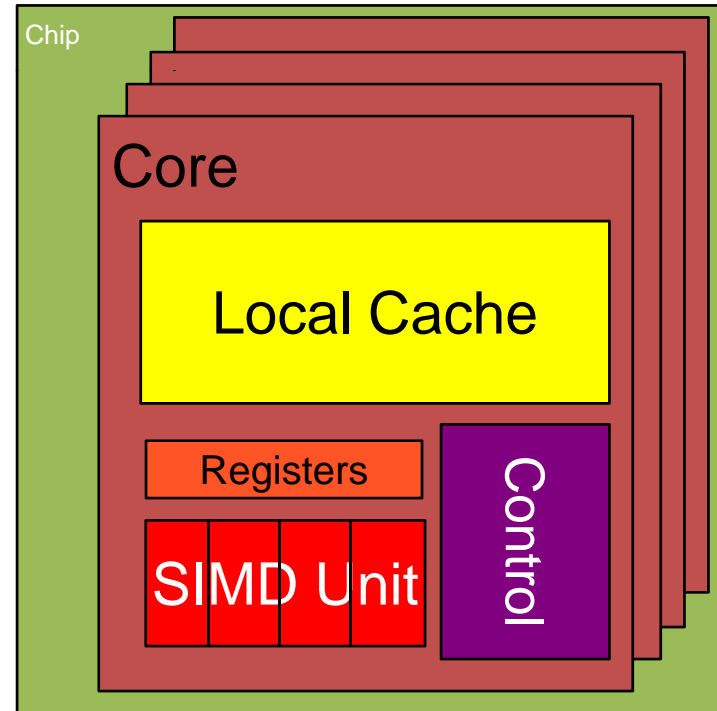 Chip
Core
Local Cache
Registers
Control
SIMD Unit